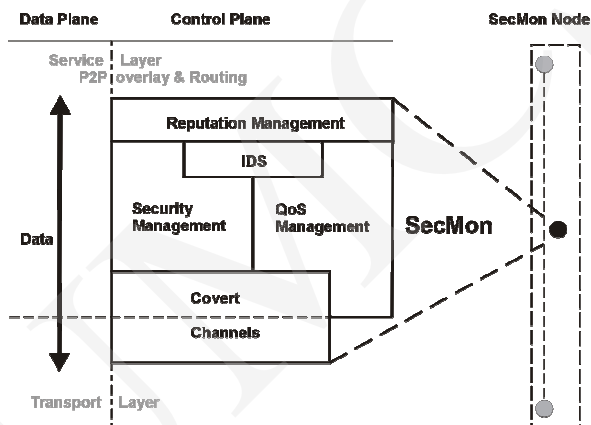 Data Plane
Control Plane
SecMon Node
Service Layer
P2P overlay & Routing
Reputation Management
IDS
Security
Management
QoS
Management
SecMon
Data
Covert
Channels
Transport Layer